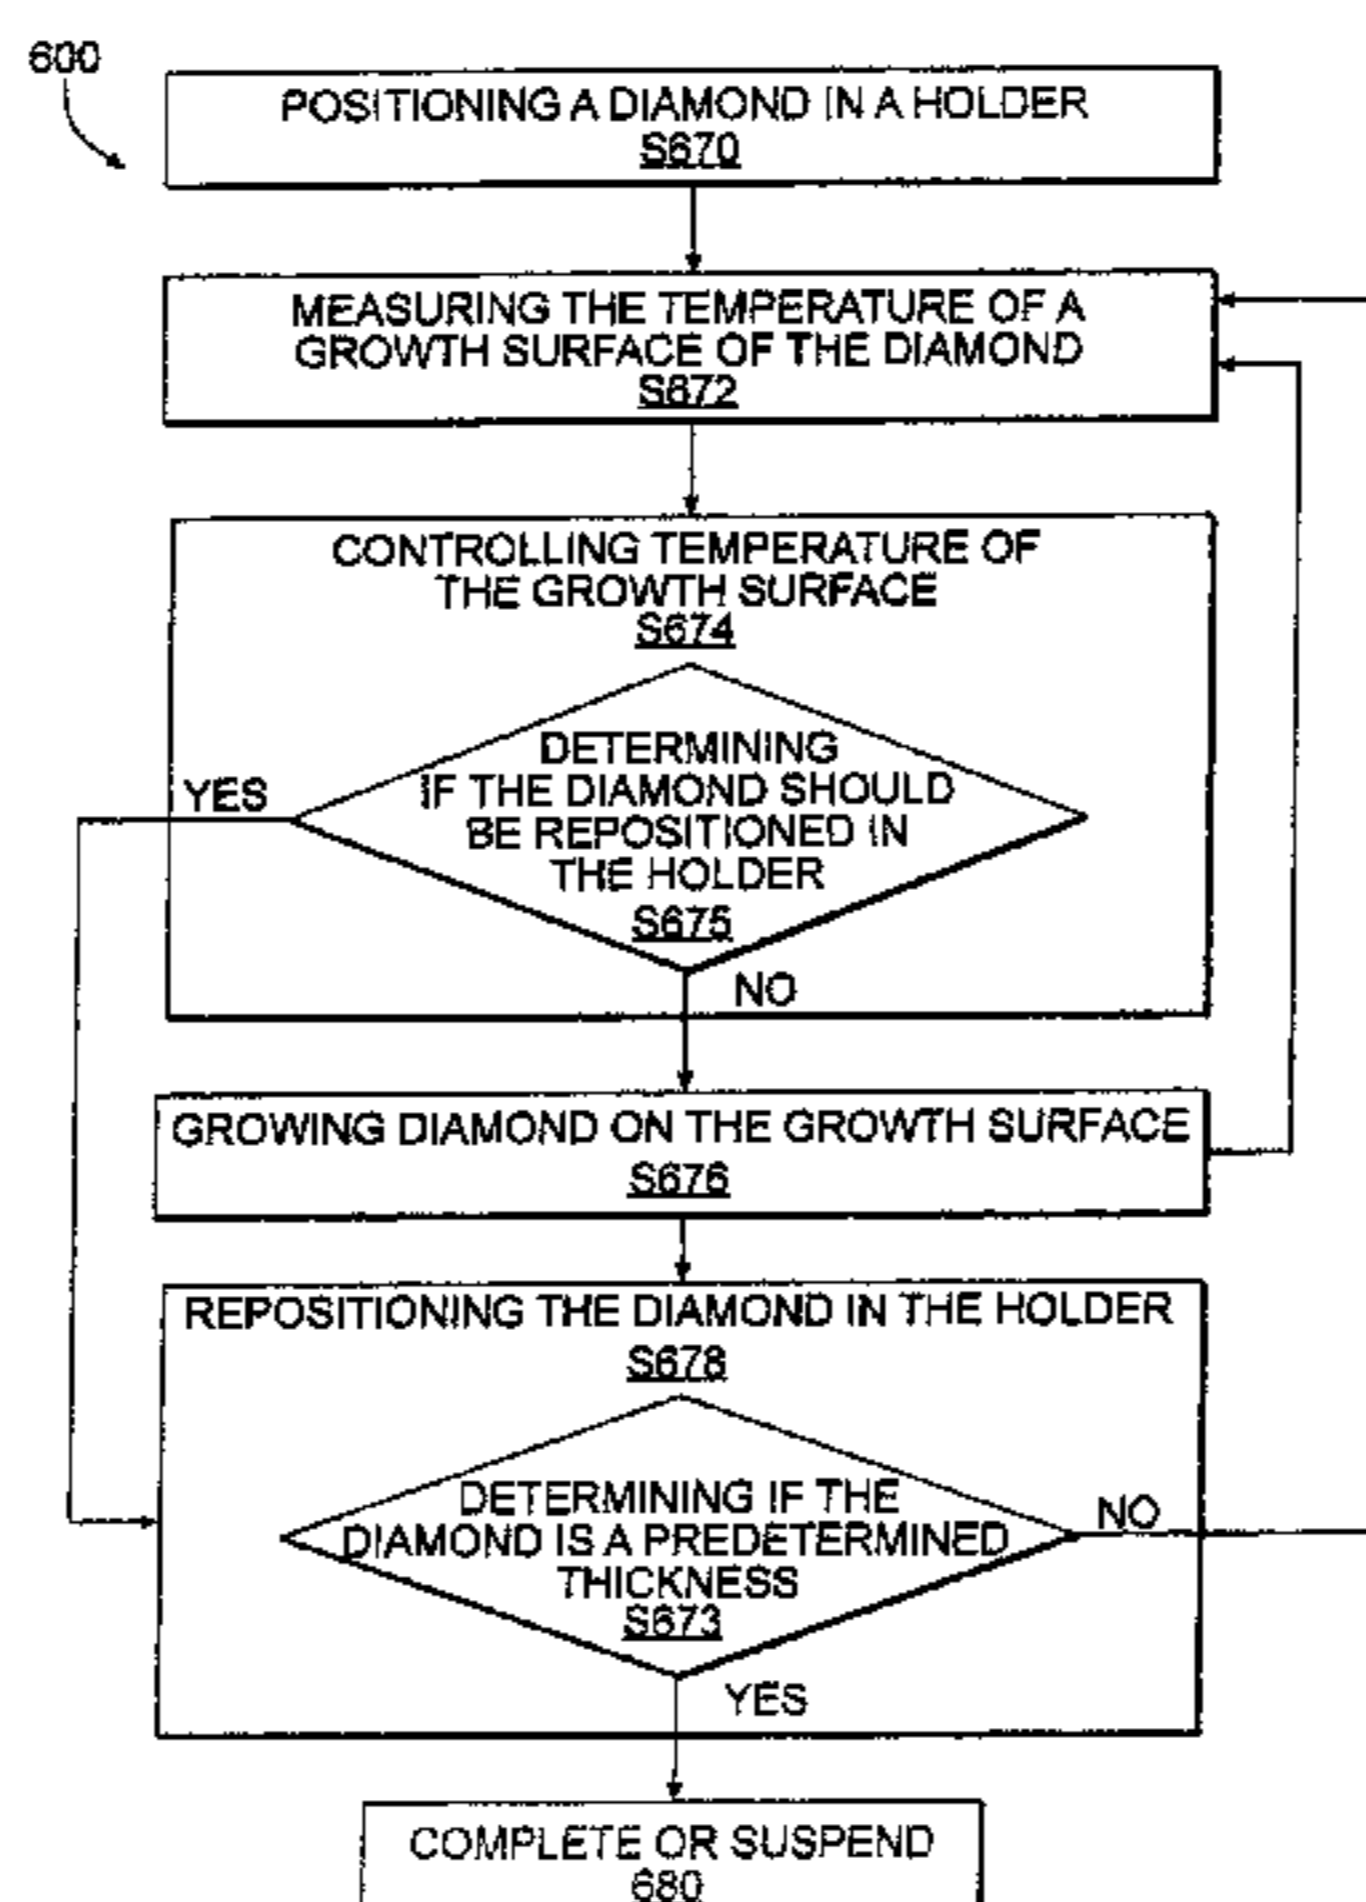 600
POSITIONING A DIAMOND IN A HOLDER
S670
MEASURING THE TEMPERATURE OF A
GROWTH SURFACE OF THE DIAMOND
S672
CONTROLLING TEMPERATURE OF
THE GROWTH SURFACE
S674
DETERMINING
IF THE DIAMOND SHOULD
BE REPOSITIONED IN
THE HOLDER
S675
YES
NO
GROWING DIAMOND ON THE GROWTH SURFACE
S676
REPOSITIONING THE DIAMOND IN THE HOLDER
S678
DETERMINING IF THE
DIAMOND IS A PREDETERMINED
THICKNESS
S673
NO
YES
COMPLETE OR SUSPEND
680